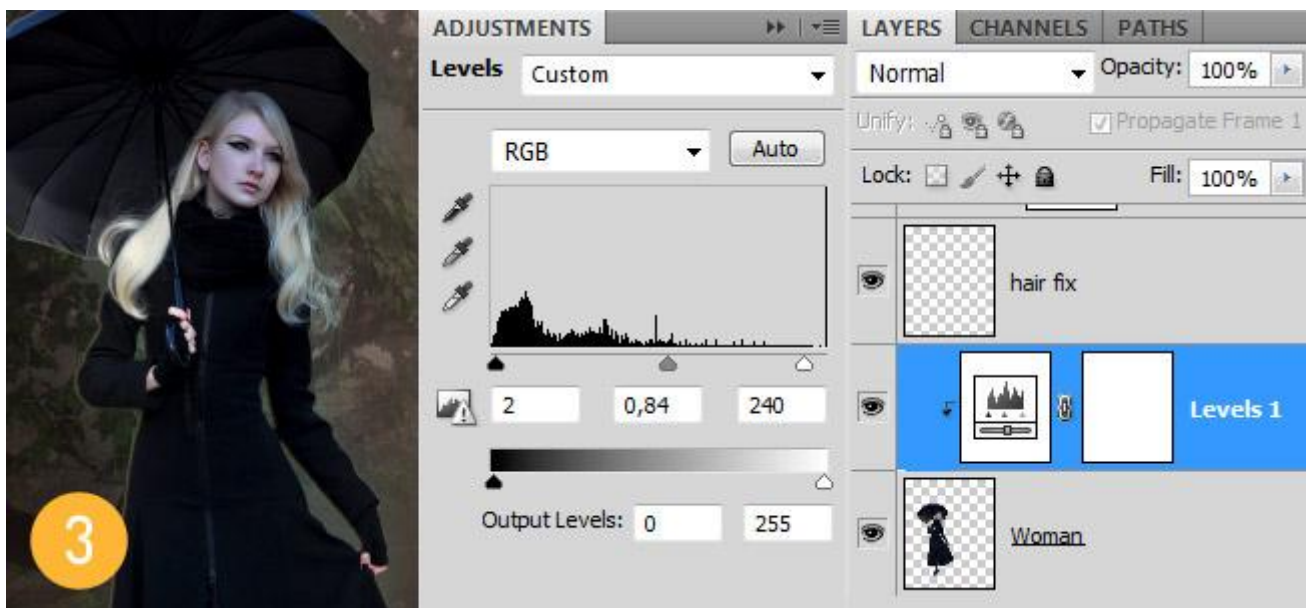 3
ADJUSTMENTS
Levels Custom
RGB Auto
2 0,84 240
Output Levels: 0 255
LAYERS CHANNELS PATHS
Normal Opacity: 100%
Unify: Propagate Frame 1
Lock: Fill: 100%
hair fix
Levels 1
Woman